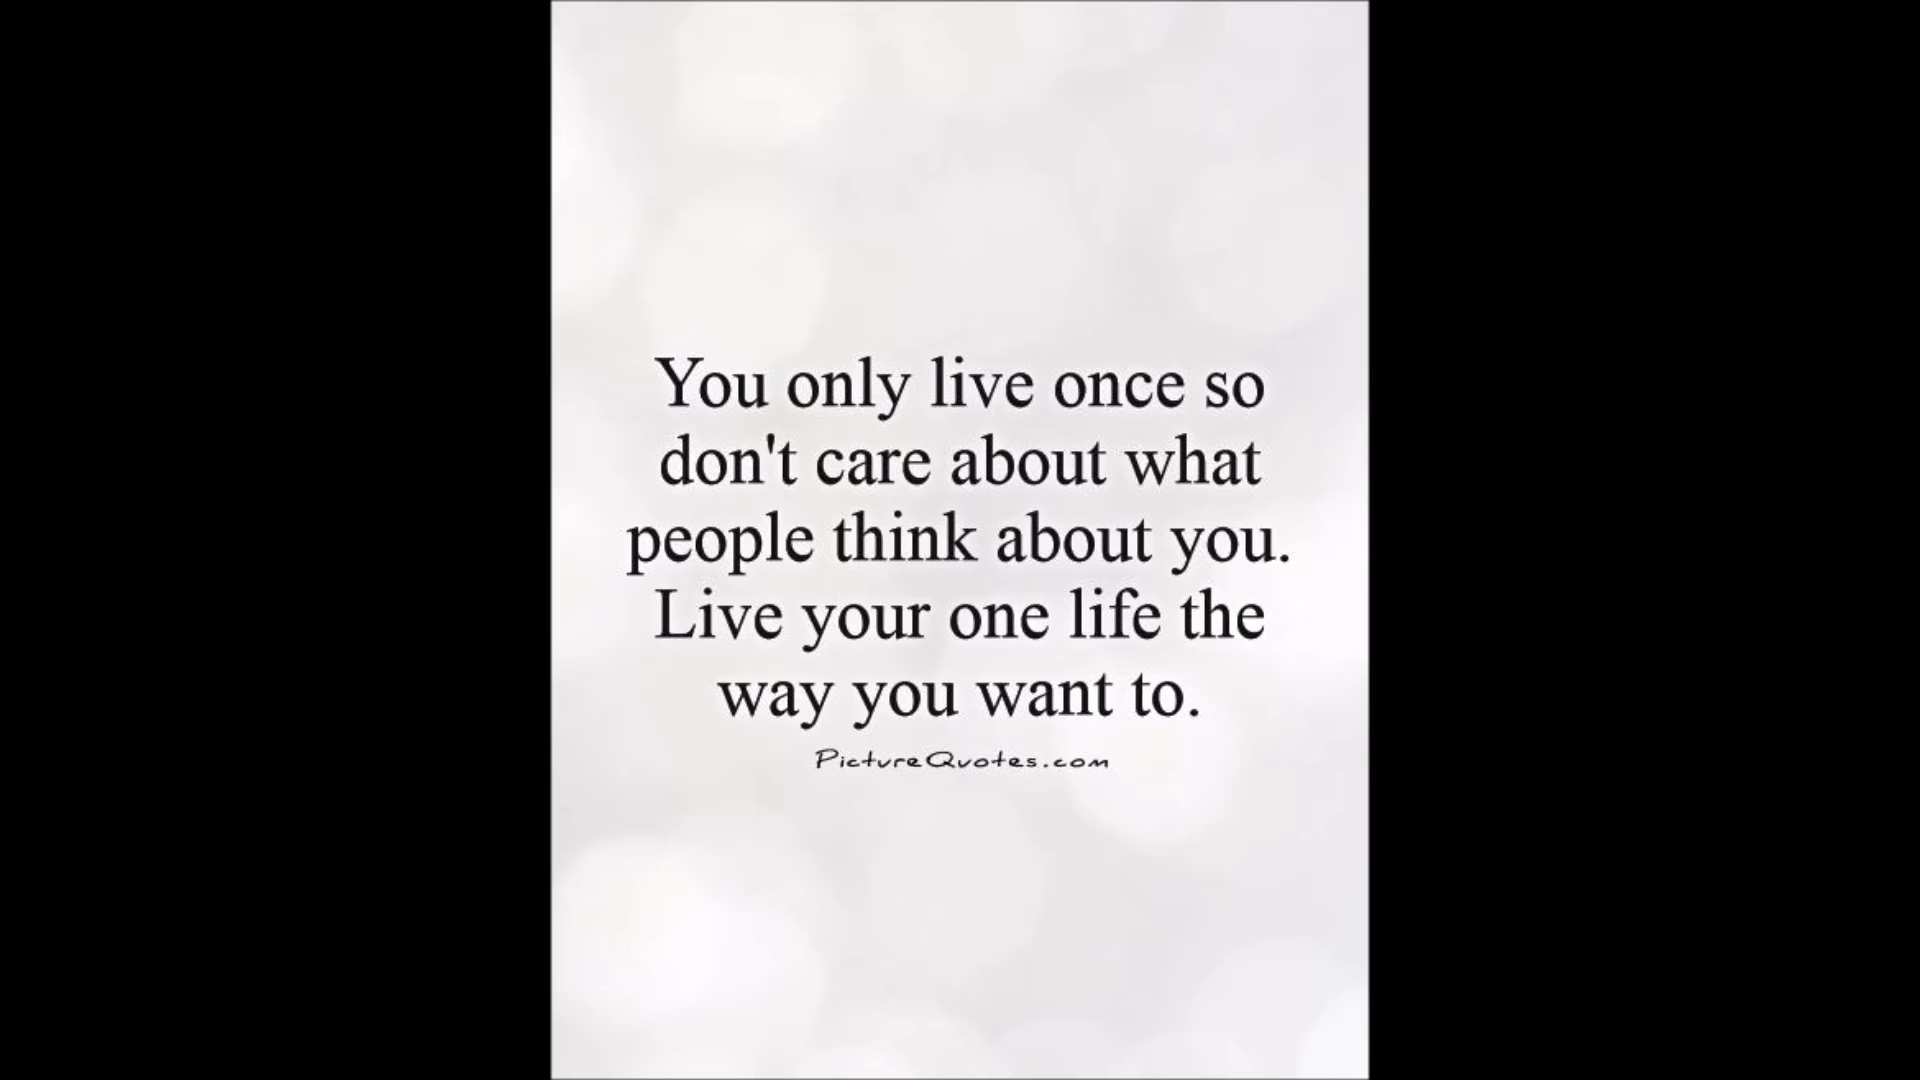 You only live once so
don't care about what
people think about you.
Live your one life the
way you want to.
PictureQuotes.com